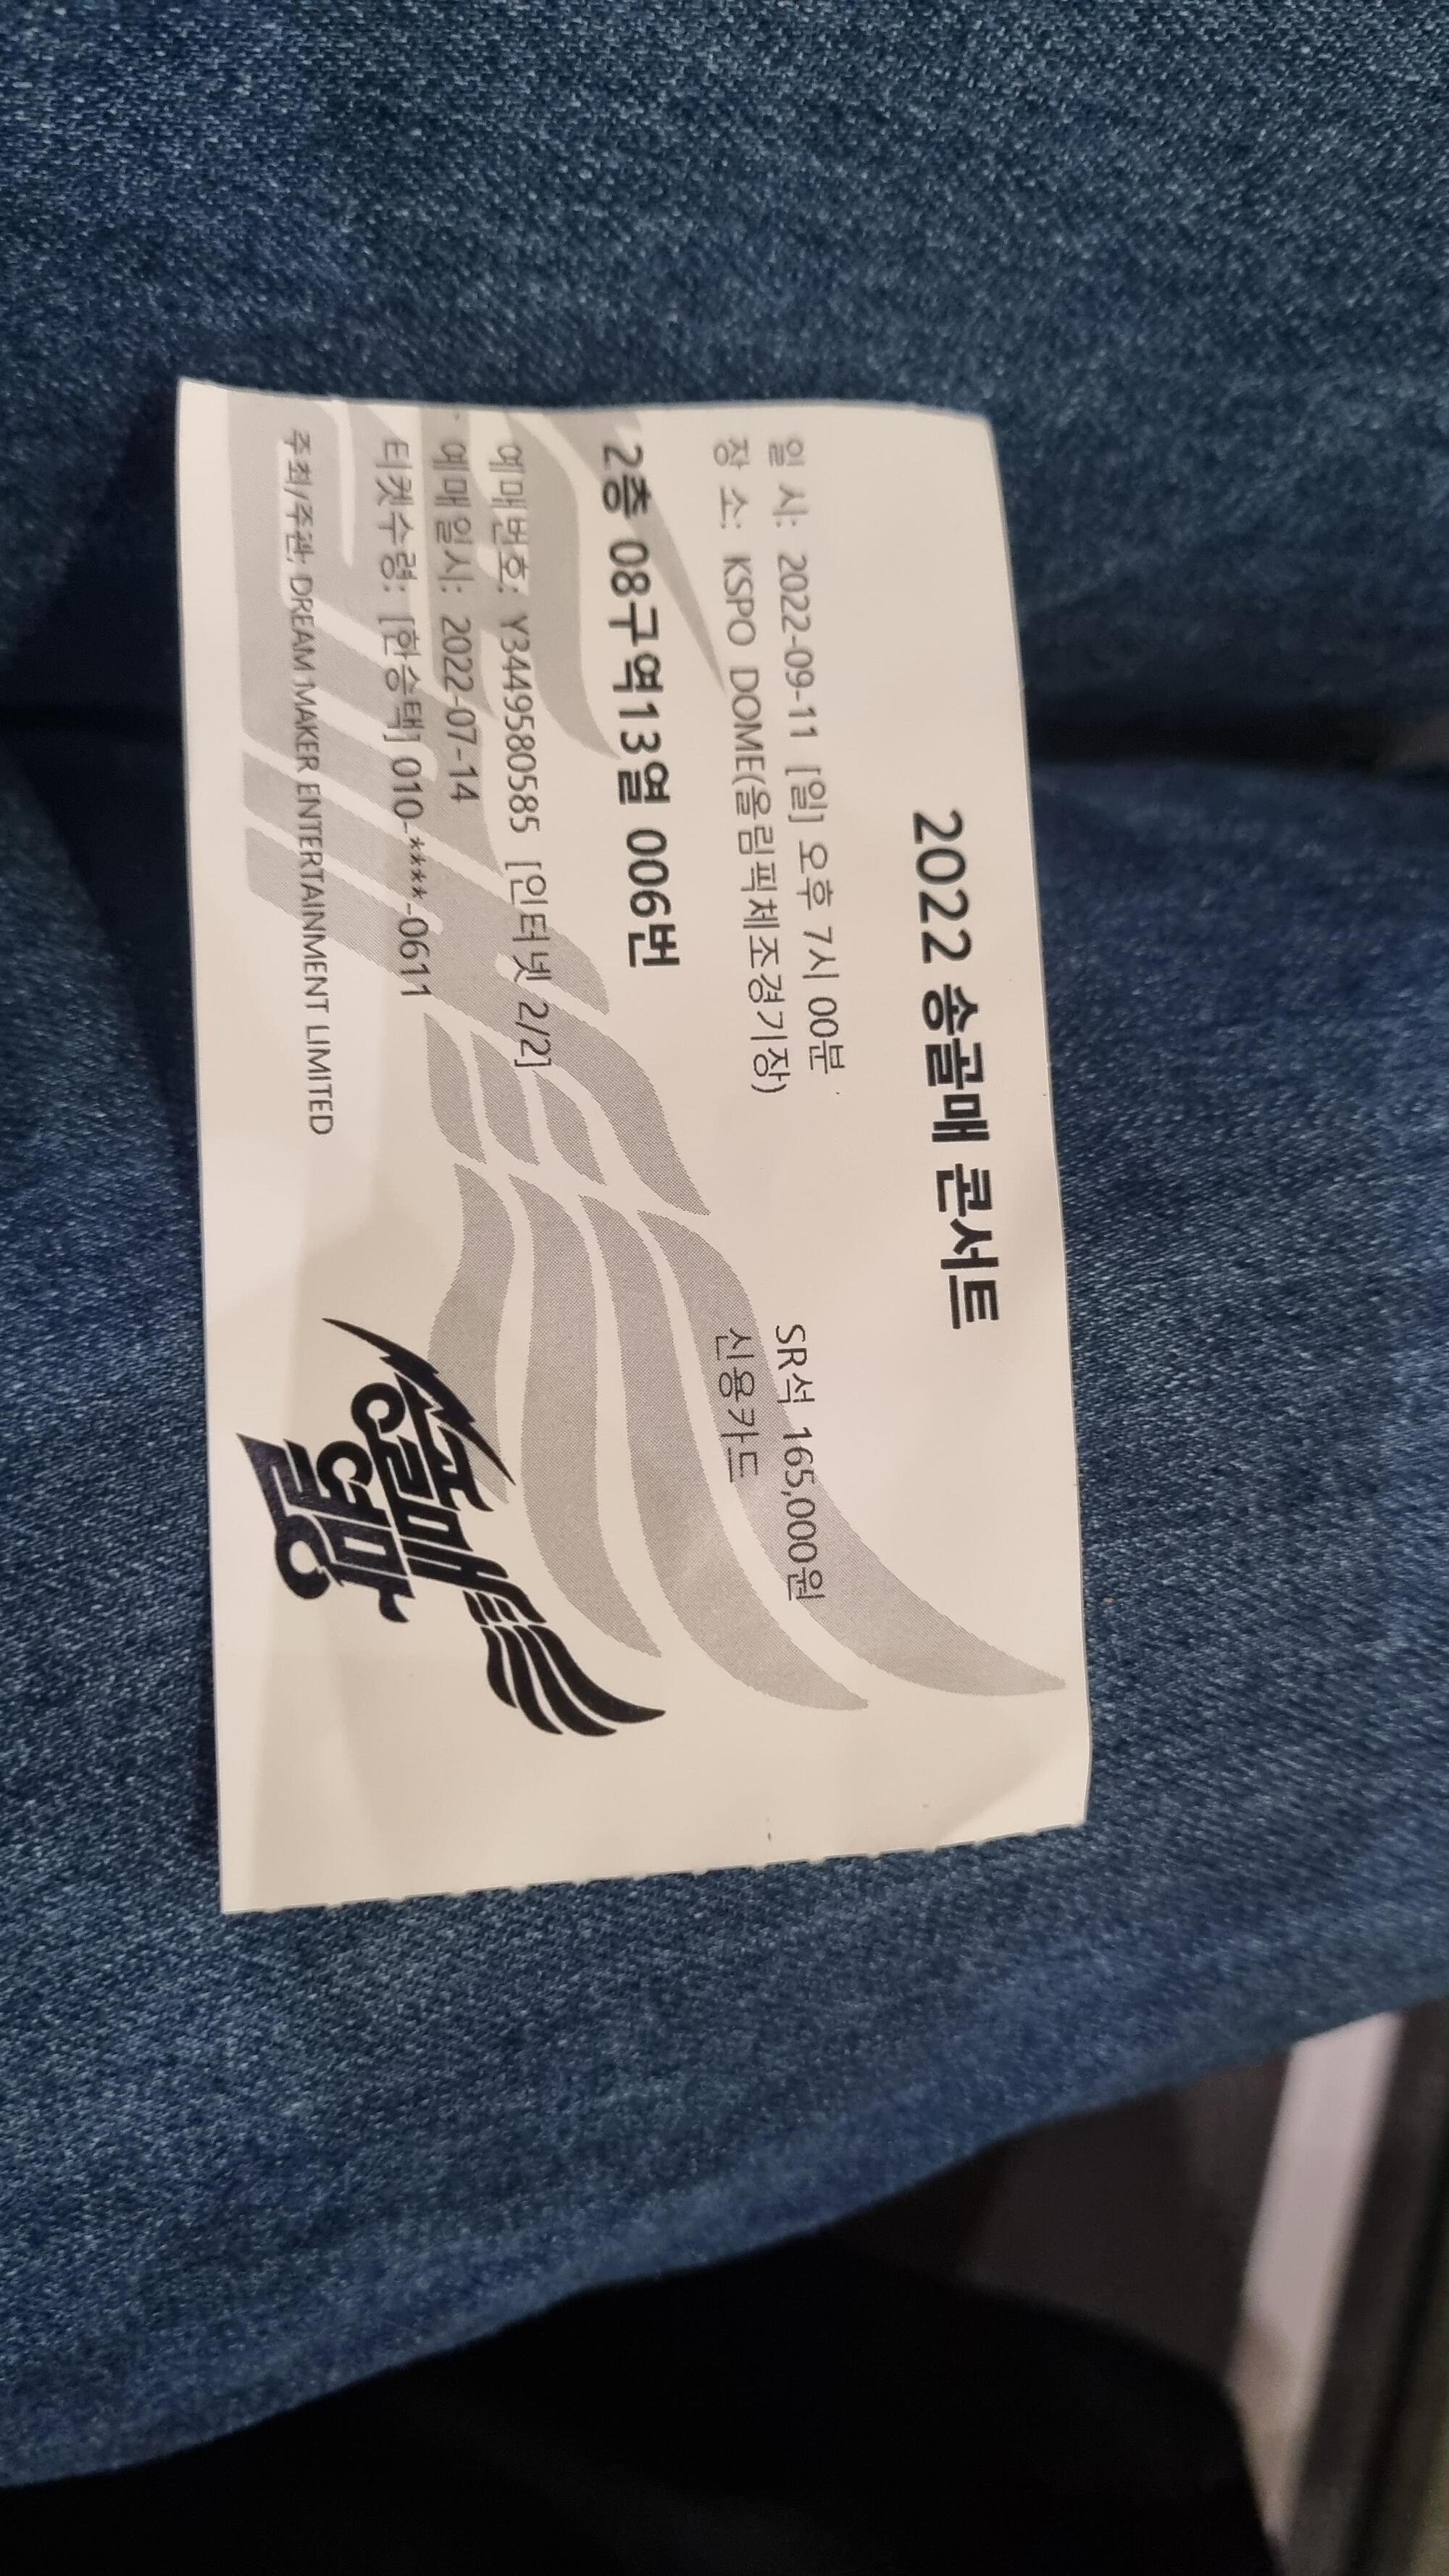 2022 송골매 콘서트
일 시: 2022-09-11 [일] 오후 7시 00분
장 소: KSPO DOME(올림픽체조경기장)
SR석 165,000원
신용카드
2층 08구역13열 006번
예매번호: Y3449580585 [인터넷 2/2]
예매일시: 2022-07-14
티켓수령: [한승택] 010-****-0611
주최/주관: DREAM MAKER ENTERTAINMENT LIMITED
송골매
열망